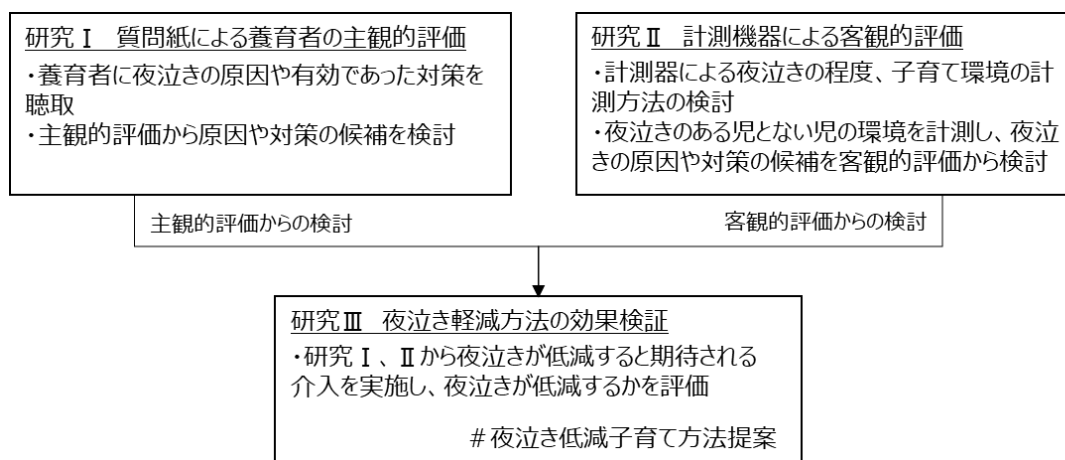 研究Ⅰ　質問紙による養育者の主観的評価
・養育者に夜泣きの原因や有効であった対策を
聴取
・主観的評価から原因や対策の候補を検討
研究Ⅱ　計測機器による客観的評価
・計測器による夜泣きの程度、子育て環境の計
測方法の検討
・夜泣きのある児とない児の環境を計測し、夜泣
きの原因や対策の候補を客観的評価から検討
主観的評価からの検討
客観的評価からの検討
研究Ⅲ　夜泣き軽減方法の効果検証
・研究Ⅰ、Ⅱから夜泣きが低減すると期待される
介入を実施し、夜泣きが低減するかを評価
＃夜泣き低減子育て方法提案